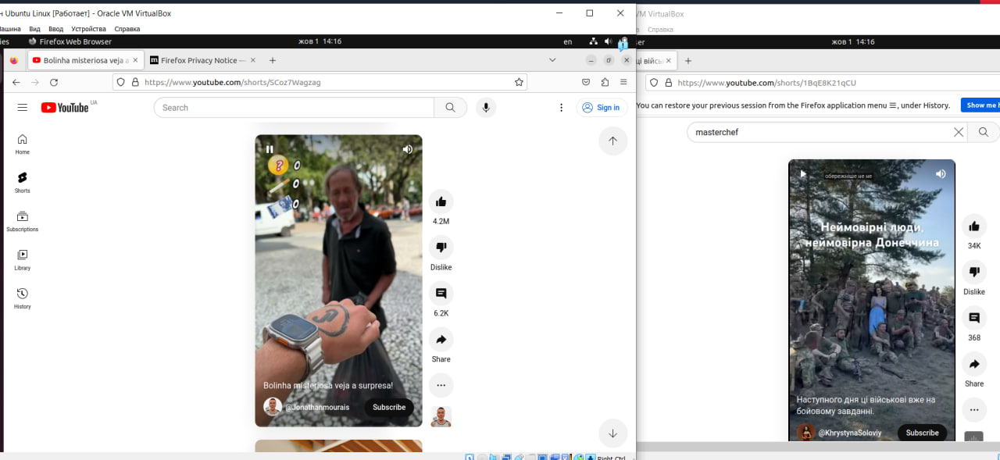 н Ubuntu Linux [Работает] - Oracle VM VirtualBox
Машина Вид Ввод Устройства Справка
ies Firefox Web Browser жов 1 14:16 en
Bolinha misteriosa veja a Firefox Privacy Notice —
https://www.youtube.com/shorts/SCoz7Wagzag
YouTube UA
Search
Sign in
Home
Shorts
Subscriptions
Library
History
? 0
0
0
4.2M
Dislike
6.2K
Share
Bolinha misteriosa veja a surpresa!
@Jonathanmourais Subscribe
Right Ctrl
VM VirtualBox
а Справка
ser жов 1 14:16
ці військ
https://www.youtube.com/shorts/1BqE8K21qCU
You can restore your previous session from the Firefox application menu ☰, under History. Show me h
masterchef
обережніше не не
Неймовірні люди,
неймовірна Донеччина
34K
Dislike
368
Share
Наступного дня ці військові вже на
бойовому завданні.
@KhrystynaSoloviy Subscribe